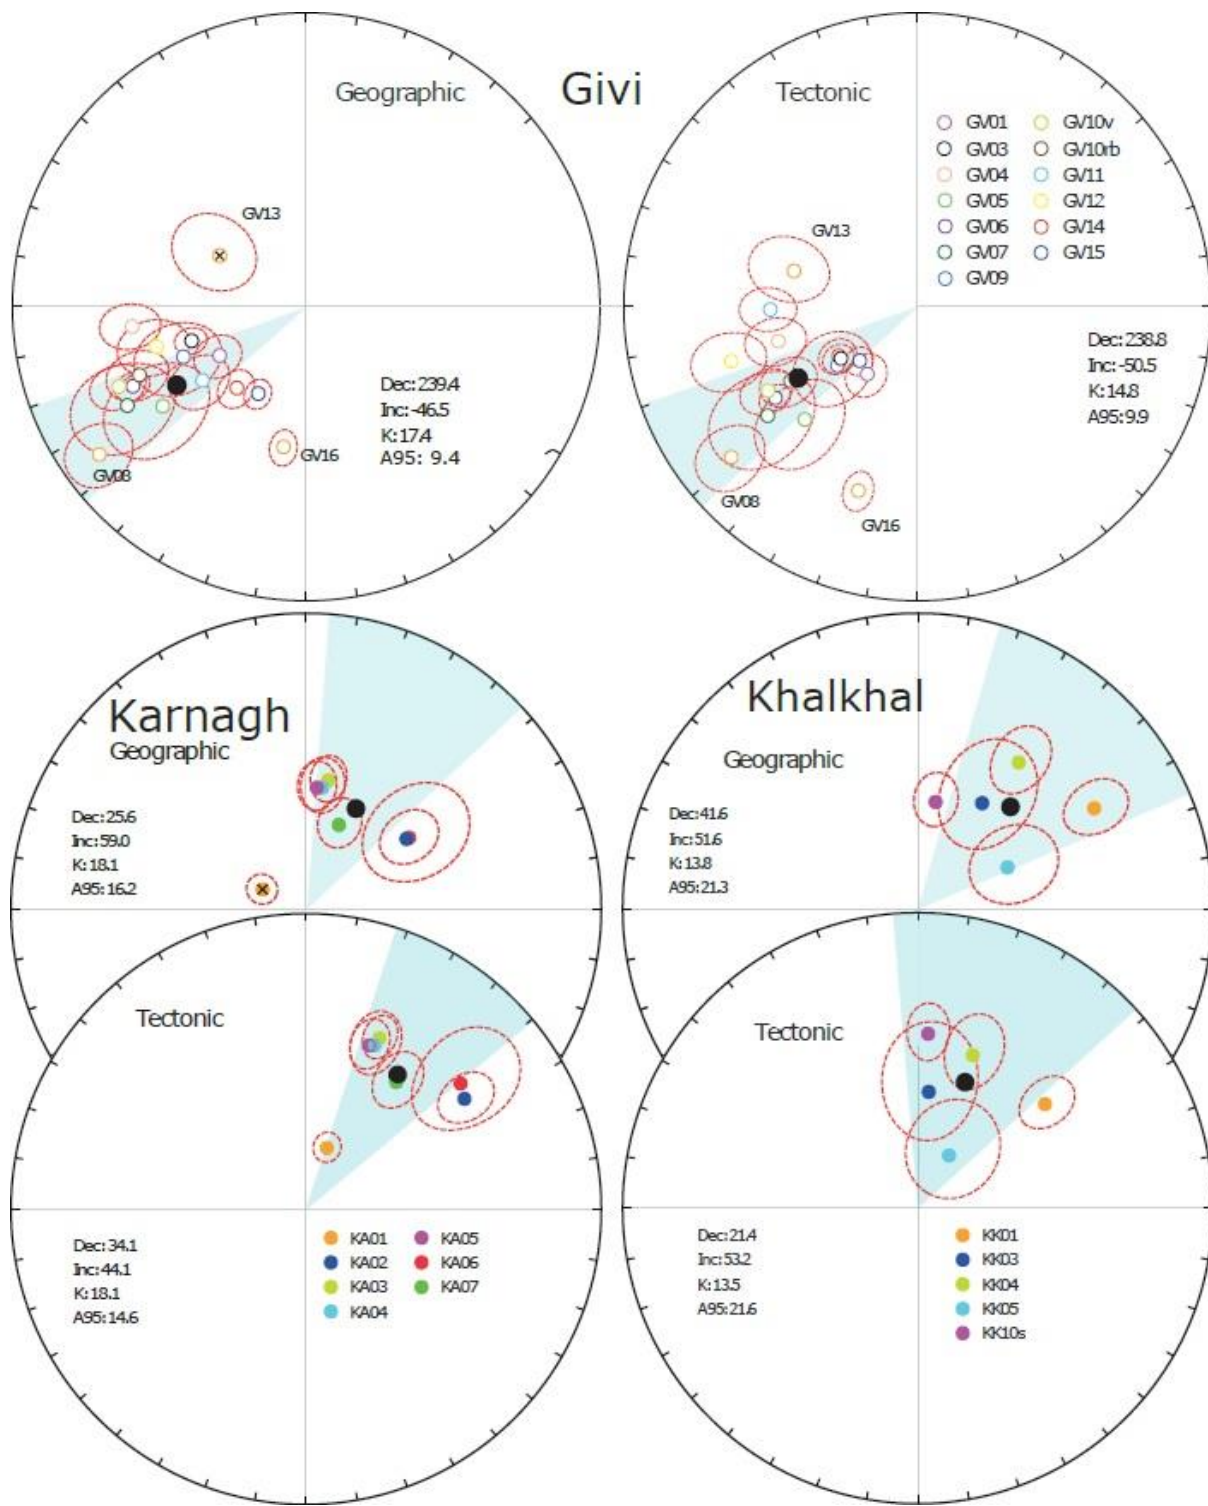 Givi
Geographic
GV13
GV08
GV16
Dec: 239.4
Inc: -46.5
K: 17.4
A95: 9.4
Tectonic
GV01
GV03
GV04
GV05
GV06
GV07
GV09
GV10v
GV10rb
GV11
GV12
GV14
GV15
GV13
GV08
GV16
Dec: 238.8
Inc: -50.5
K: 14.8
A95: 9.9
Karnagh
Geographic
Dec: 25.6
Inc: 59.0
K: 18.1
A95: 16.2
Khalkhal
Geographic
Dec: 41.6
Inc: 51.6
K: 13.8
A95: 21.3
Tectonic
Dec: 34.1
Inc: 44.1
K: 18.1
A95: 14.6
KA01
KA02
KA03
KA04
KA05
KA06
KA07
Tectonic
Dec: 21.4
Inc: 53.2
K: 13.5
A95: 21.6
KK01
KK03
KK04
KK05
KK10s